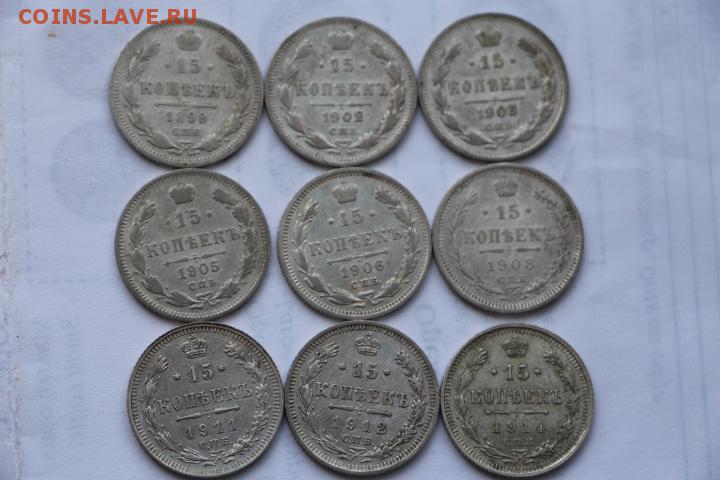 COINS.LAVE.RU
15
КОПѢЕКЪ
1899
С.П.Б.
15
КОПѢЕКЪ
1902
С.П.Б.
15
КОПѢЕКЪ
1903
С.П.Б.
15
КОПѢЕКЪ
1905
С.П.Б.
15
КОПѢЕКЪ
1906
С.П.Б.
15
КОПѢЕКЪ
1908
С.П.Б.
15
КОПѢЕКЪ
1911
С.П.Б.
15
КОПѢЕКЪ
1912
С.П.Б.
15
КОПѢЕКЪ
1914
С.П.Б.